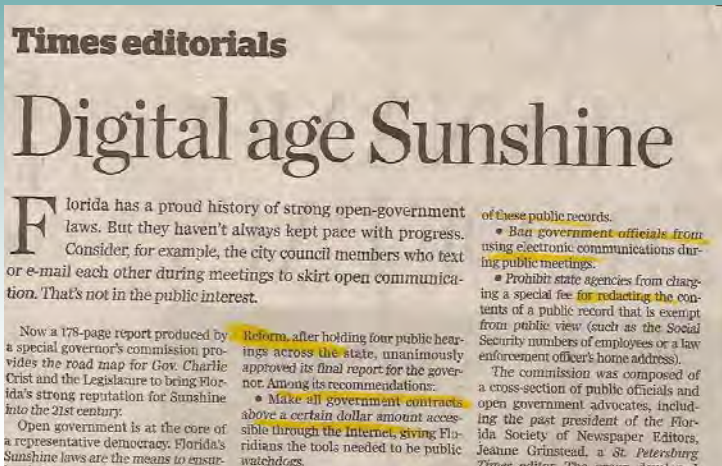 Times editorials
Digital age Sunshine
Florida has a proud history of strong open-government
laws. But they haven't always kept pace with progress.
Consider, for example, the city council members who text
or e-mail each other during meetings to skirt open communica-
tion. That's not in the public interest.
Now a 178-page report produced by
a special governor's commission pro-
vides the road map for Gov. Charlie
Crist and the Legislature to bring Flor-
ida's strong reputation for Sunshine
into the 21st century.
Open government is at the core of
a representative democracy. Florida's
Sunshine laws are the means to ensur-
Reform, after holding four public hear-
ings across the state, unanimously
approved its final report for the gover-
nor. Among its recommendations:
• Make all government contracts
above a certain dollar amount acces-
sible through the Internet, giving Flo-
ridians the tools needed to be public
watchdogs.
of these public records.
• Ban government officials from
using electronic communications dur-
ing public meetings.
• Prohibit state agencies from charg-
ing a special fee for redacting the con-
tents of a public record that is exempt
from public view (such as the Social
Security numbers of employees or a law
enforcement officer's home address).
The commission was composed of
a cross-section of public officials and
open government advocates, includ-
ing the past president of the Flor-
ida Society of Newspaper Editors,
Jeanne Grinstead, a St. Petersburg
Times editor. The